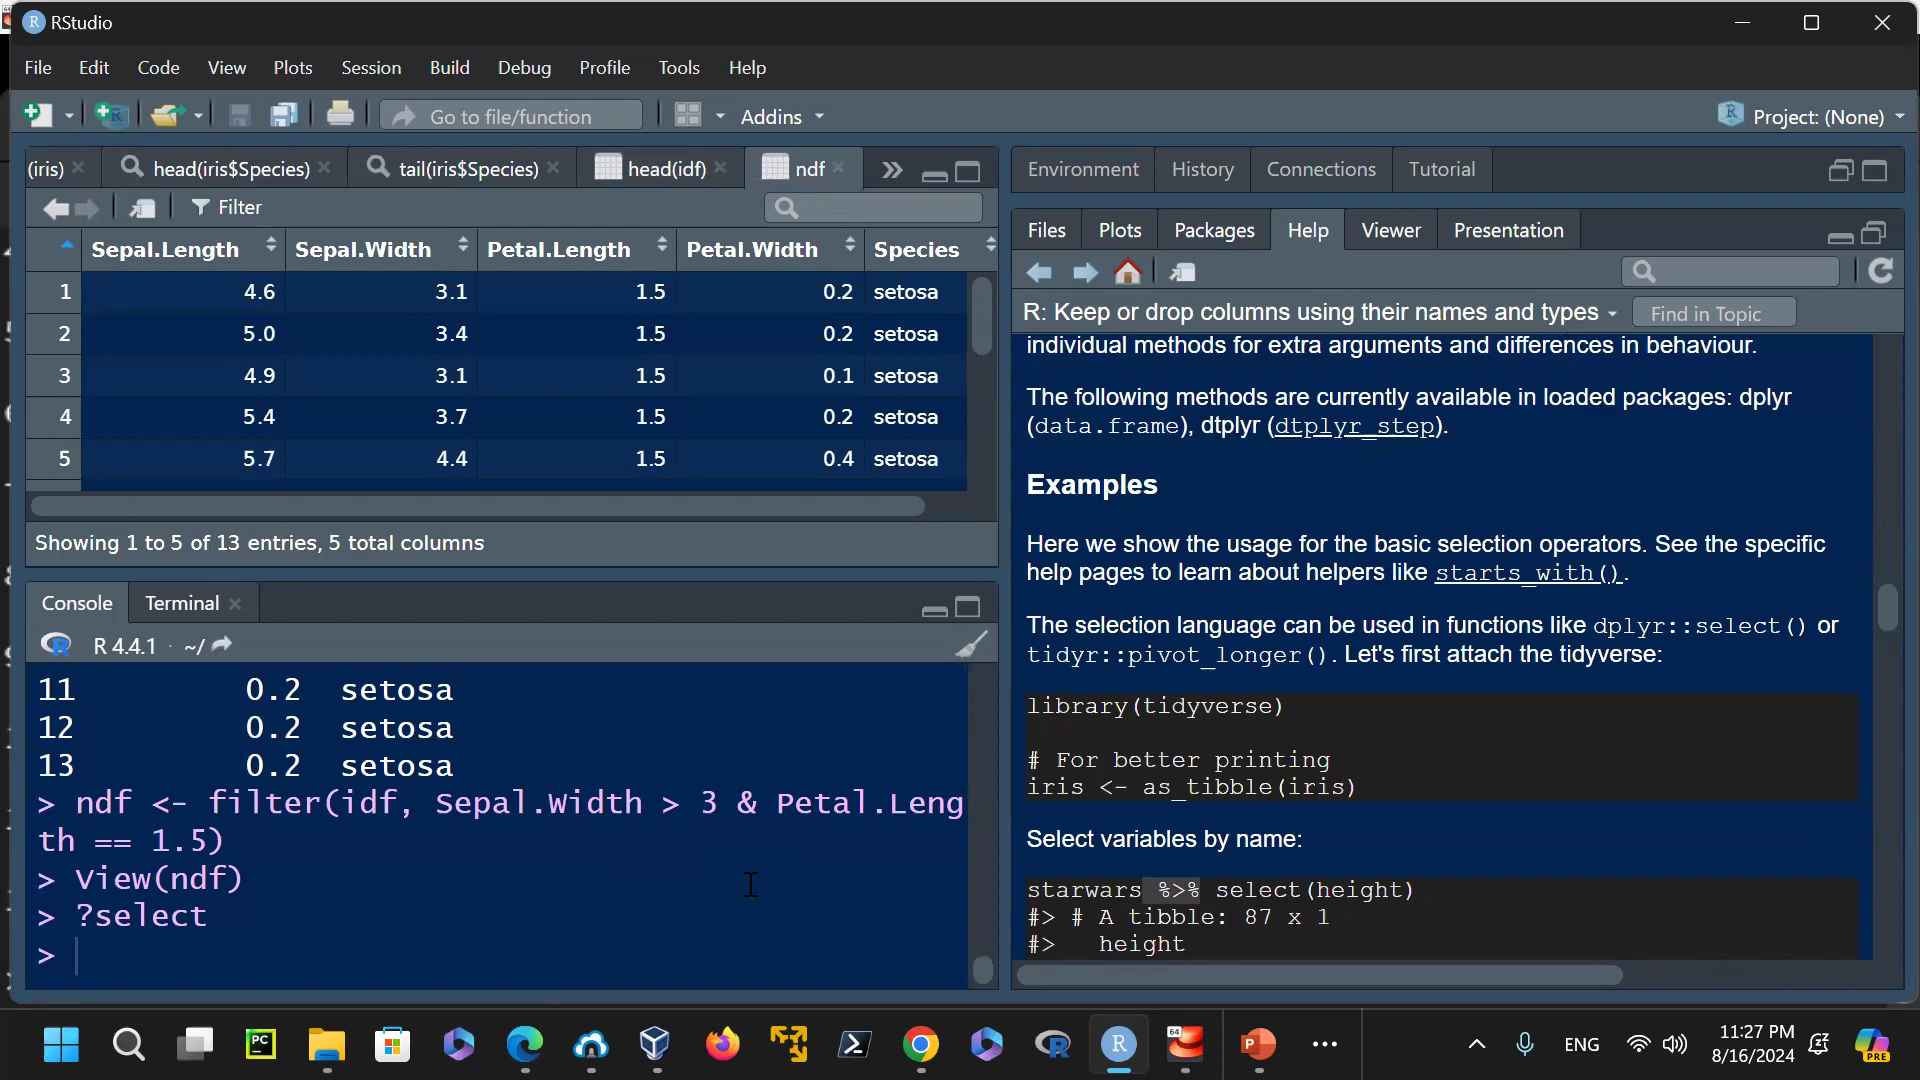 RStudio
File Edit Code View Plots Session Build Debug Profile Tools Help
Go to file/function Addins Project: (None)
(iris) head(iris$Species) tail(iris$Species) head(idf) ndf
Filter
Sepal.Length Sepal.Width Petal.Length Petal.Width Species
1 4.6 3.1 1.5 0.2 setosa
2 5.0 3.4 1.5 0.2 setosa
3 4.9 3.1 1.5 0.1 setosa
4 5.4 3.7 1.5 0.2 setosa
5 5.7 4.4 1.5 0.4 setosa
Showing 1 to 5 of 13 entries, 5 total columns
Console Terminal
R 4.4.1 · ~/
11 0.2 setosa
12 0.2 setosa
13 0.2 setosa
> ndf <- filter(idf, Sepal.Width > 3 & Petal.Leng
th == 1.5)
> View(ndf)
> ?select
>
Environment History Connections Tutorial
Files Plots Packages Help Viewer Presentation
R: Keep or drop columns using their names and types Find in Topic
individual methods for extra arguments and differences in behaviour.
The following methods are currently available in loaded packages: dplyr
(data.frame), dtplyr (dtplyr_step).
Examples
Here we show the usage for the basic selection operators. See the specific
help pages to learn about helpers like starts_with().
The selection language can be used in functions like dplyr::select() or
tidyr::pivot_longer(). Let's first attach the tidyverse:
library(tidyverse)
# For better printing
iris <- as_tibble(iris)
Select variables by name:
starwars %>% select(height)
#> # A tibble: 87 x 1
#> height
PC
64
ENG
11:27 PM
8/16/2024
PRE